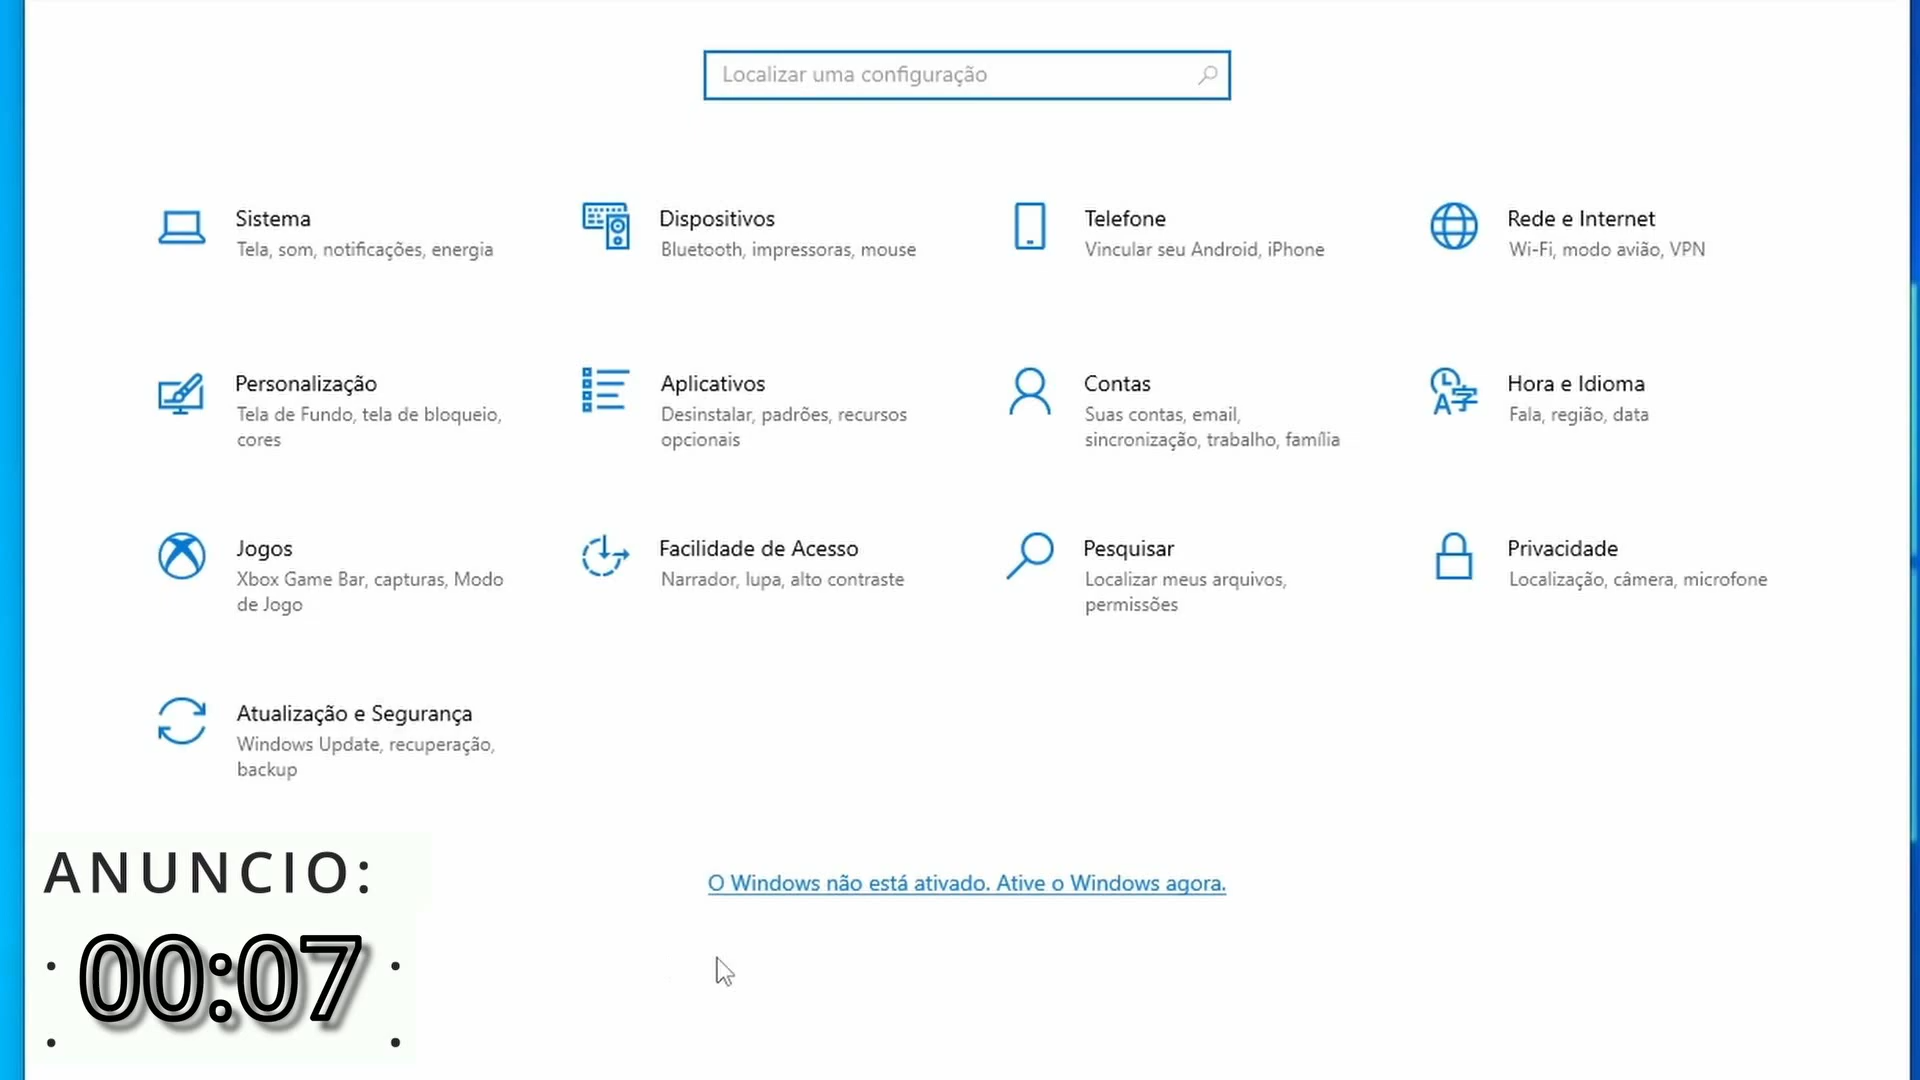 Localizar uma configuração
Sistema
Tela, som, notificações, energia
Dispositivos
Bluetooth, impressoras, mouse
Telefone
Vincular seu Android, iPhone
Rede e Internet
Wi-Fi, modo avião, VPN
Personalização
Tela de Fundo, tela de bloqueio,
cores
Aplicativos
Desinstalar, padrões, recursos
opcionais
Contas
Suas contas, email,
sincronização, trabalho, família
Hora e Idioma
Fala, região, data
Jogos
Xbox Game Bar, capturas, Modo
de Jogo
Facilidade de Acesso
Narrador, lupa, alto contraste
Pesquisar
Localizar meus arquivos,
permissões
Privacidade
Localização, câmera, microfone
Atualização e Segurança
Windows Update, recuperação,
backup
O Windows não está ativado. Ative o Windows agora.
ANUNCIO:
00:07